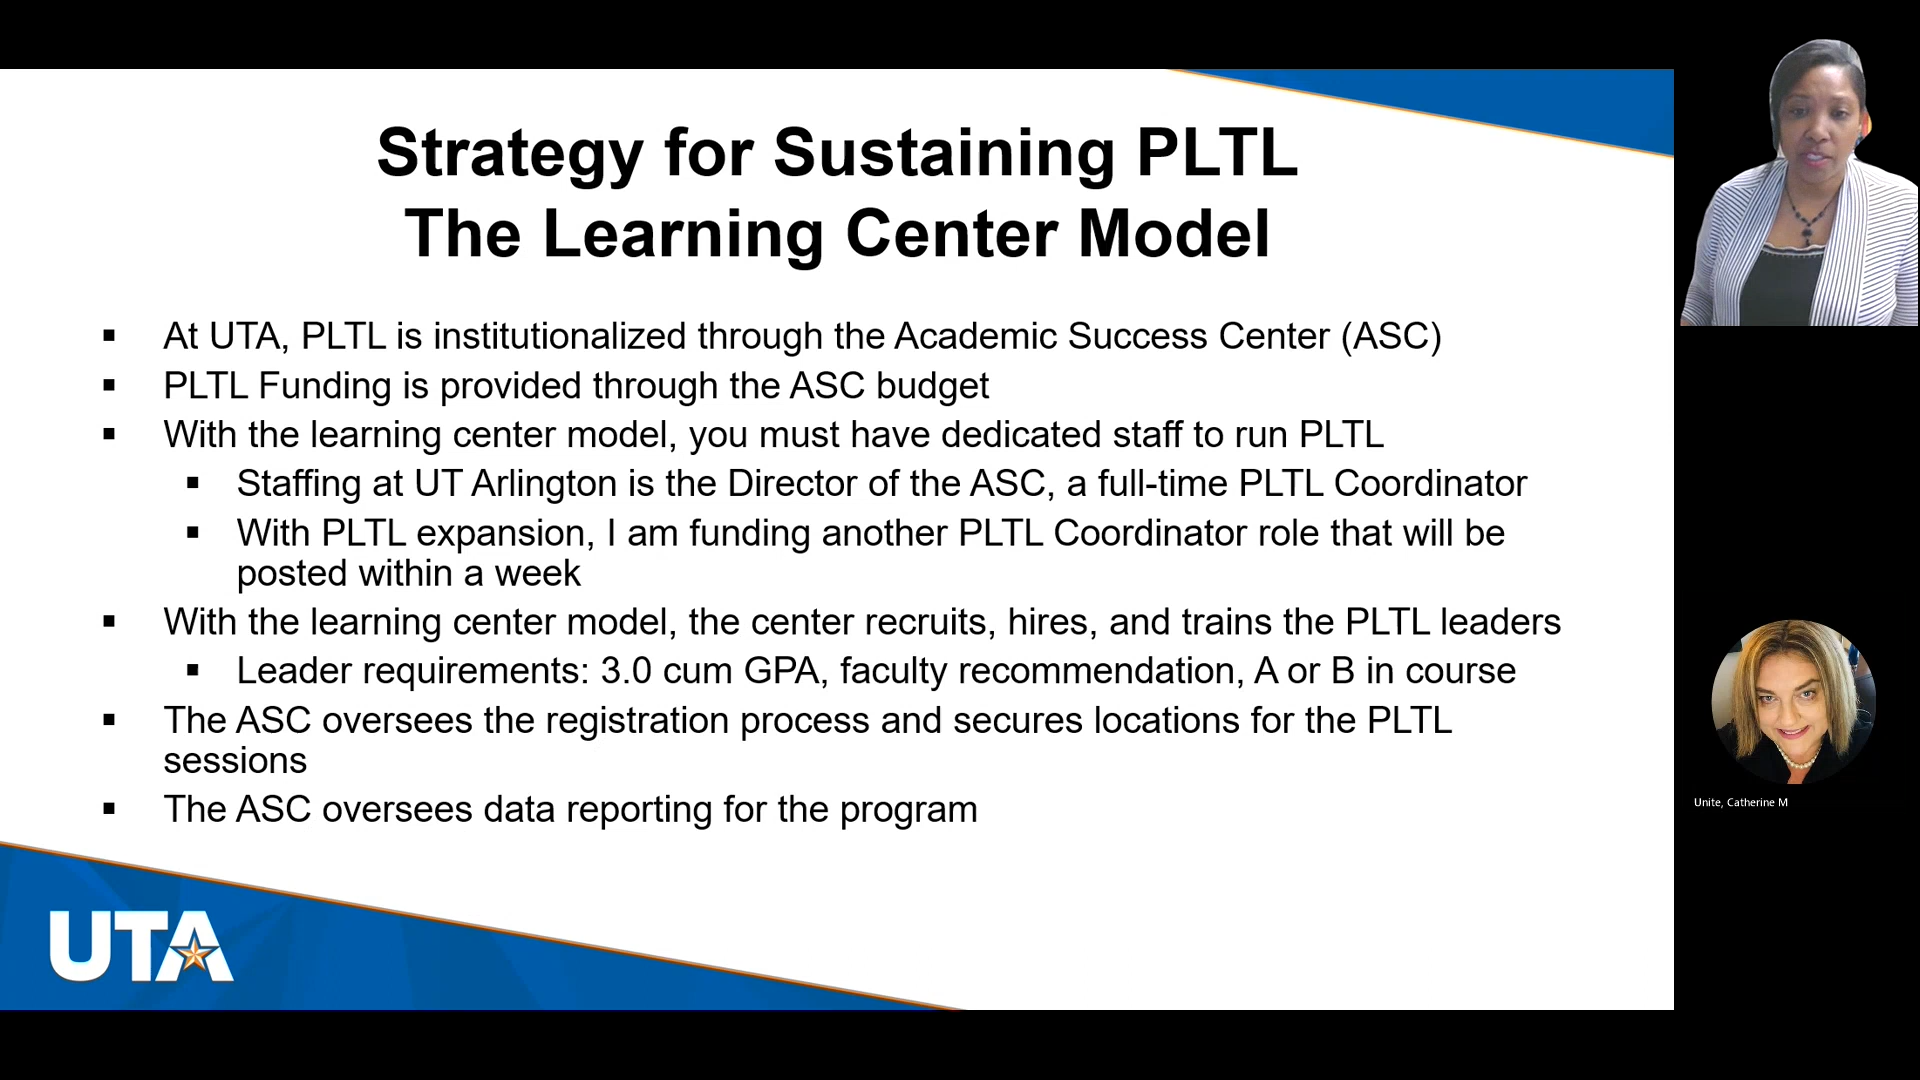 Strategy for Sustaining PLTL
The Learning Center Model
▪ At UTA, PLTL is institutionalized through the Academic Success Center (ASC)
▪ PLTL Funding is provided through the ASC budget
▪ With the learning center model, you must have dedicated staff to run PLTL
▪ Staffing at UT Arlington is the Director of the ASC, a full-time PLTL Coordinator
▪ With PLTL expansion, I am funding another PLTL Coordinator role that will be
posted within a week
▪ With the learning center model, the center recruits, hires, and trains the PLTL leaders
▪ Leader requirements: 3.0 cum GPA, faculty recommendation, A or B in course
▪ The ASC oversees the registration process and secures locations for the PLTL
sessions
▪ The ASC oversees data reporting for the program
UTA
Unite, Catherine M